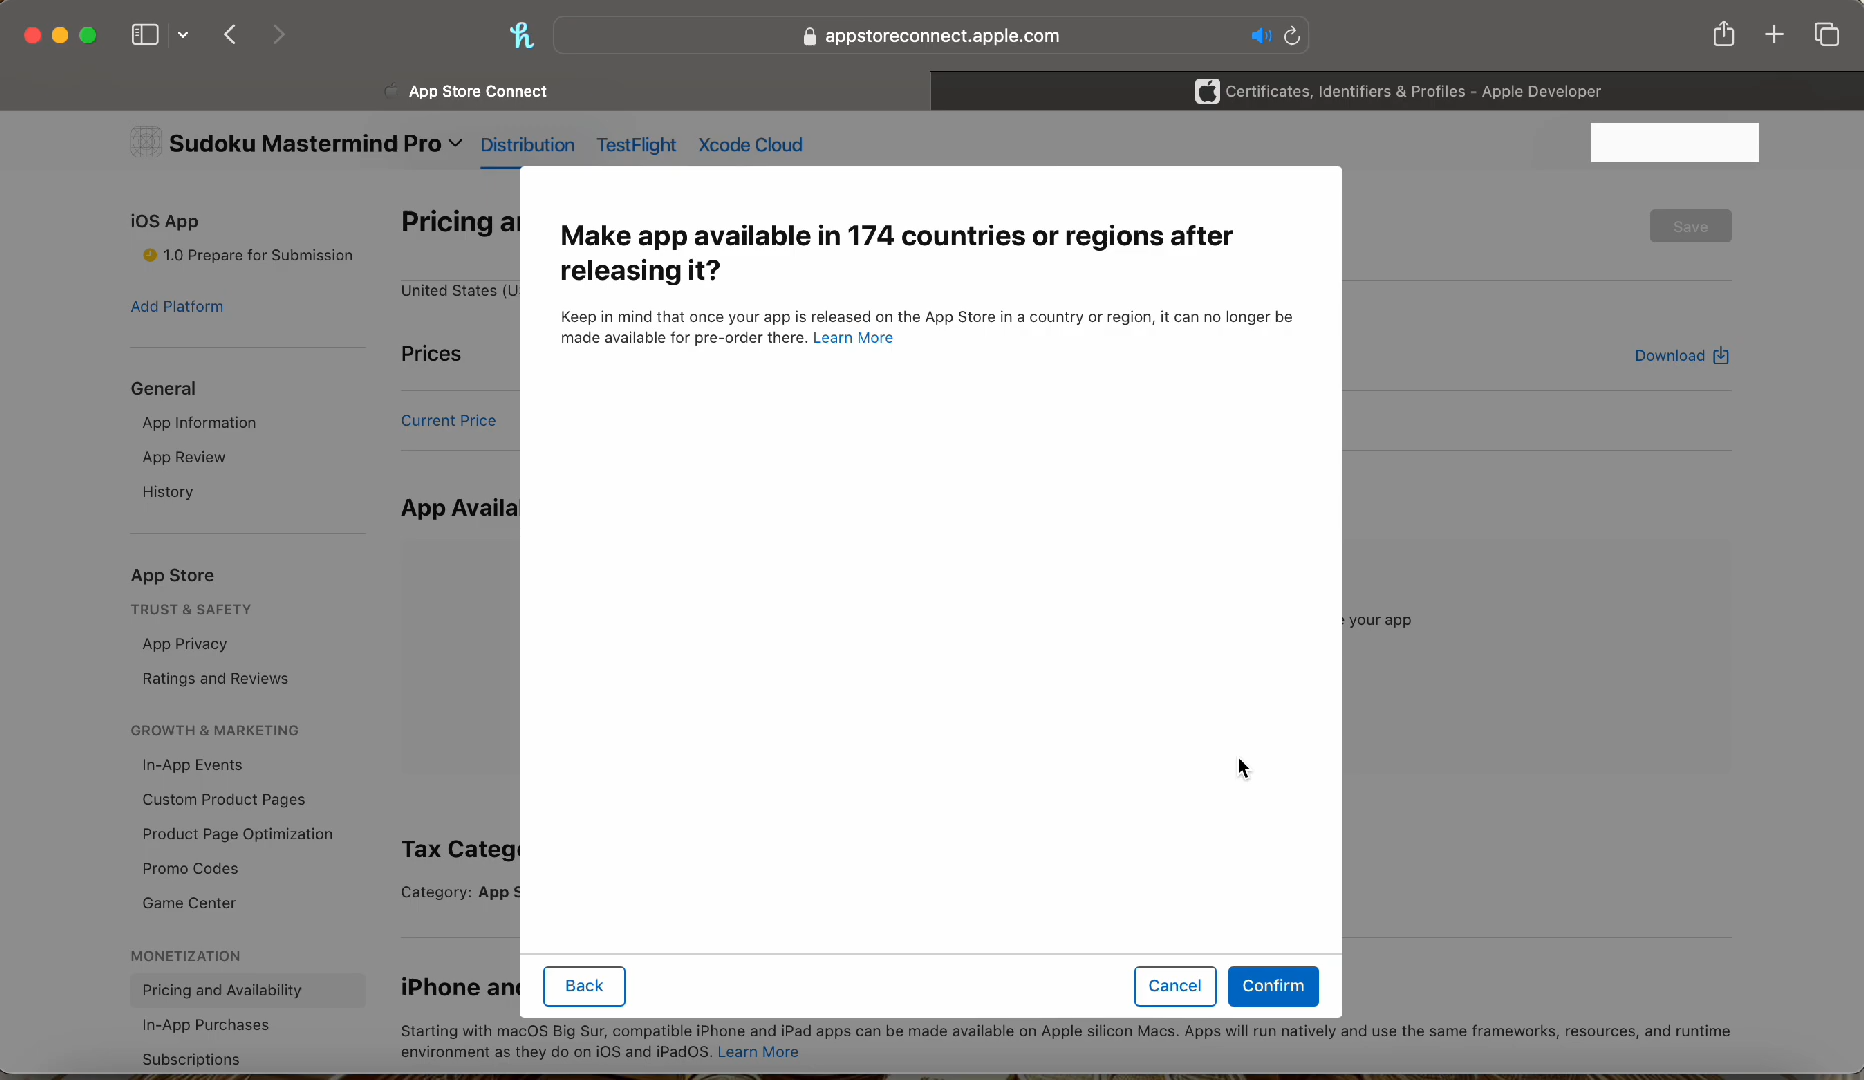 appstoreconnect.apple.com
App Store Connect
Certificates, Identifiers & Profiles - Apple Developer
Sudoku Mastermind Pro
Distribution
TestFlight
Xcode Cloud
iOS App
1.0 Prepare for Submission
Add Platform
General
App Information
App Review
History
App Store
TRUST & SAFETY
App Privacy
Ratings and Reviews
GROWTH & MARKETING
In-App Events
Custom Product Pages
Product Page Optimization
Promo Codes
Game Center
MONETIZATION
Pricing and Availability
In-App Purchases
Subscriptions
Pricing a
Save
United States (U
Prices
Download
Current Price
App Availa
your app
Tax Catego
Category: App S
iPhone an
Starting with macOS Big Sur, compatible iPhone and iPad apps can be made available on Apple silicon Macs. Apps will run natively and use the same frameworks, resources, and runtime
environment as they do on iOS and iPadOS. Learn More
Make app available in 174 countries or regions after
releasing it?
Keep in mind that once your app is released on the App Store in a country or region, it can no longer be
made available for pre-order there. Learn More
Back
Cancel
Confirm